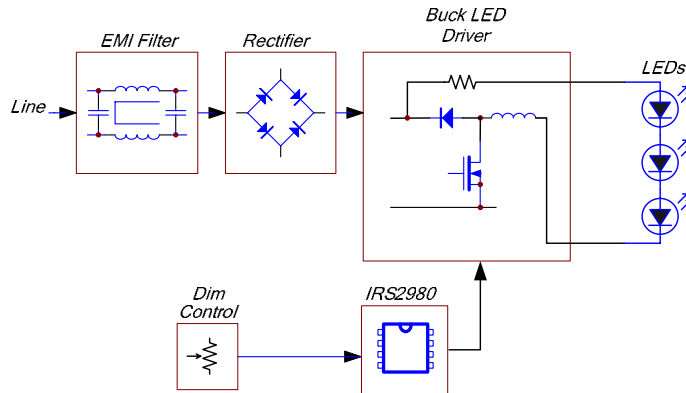 EMI Filter
Rectifier
Buck LED
Driver
LEDs
Line
Dim
Control
IRS2980